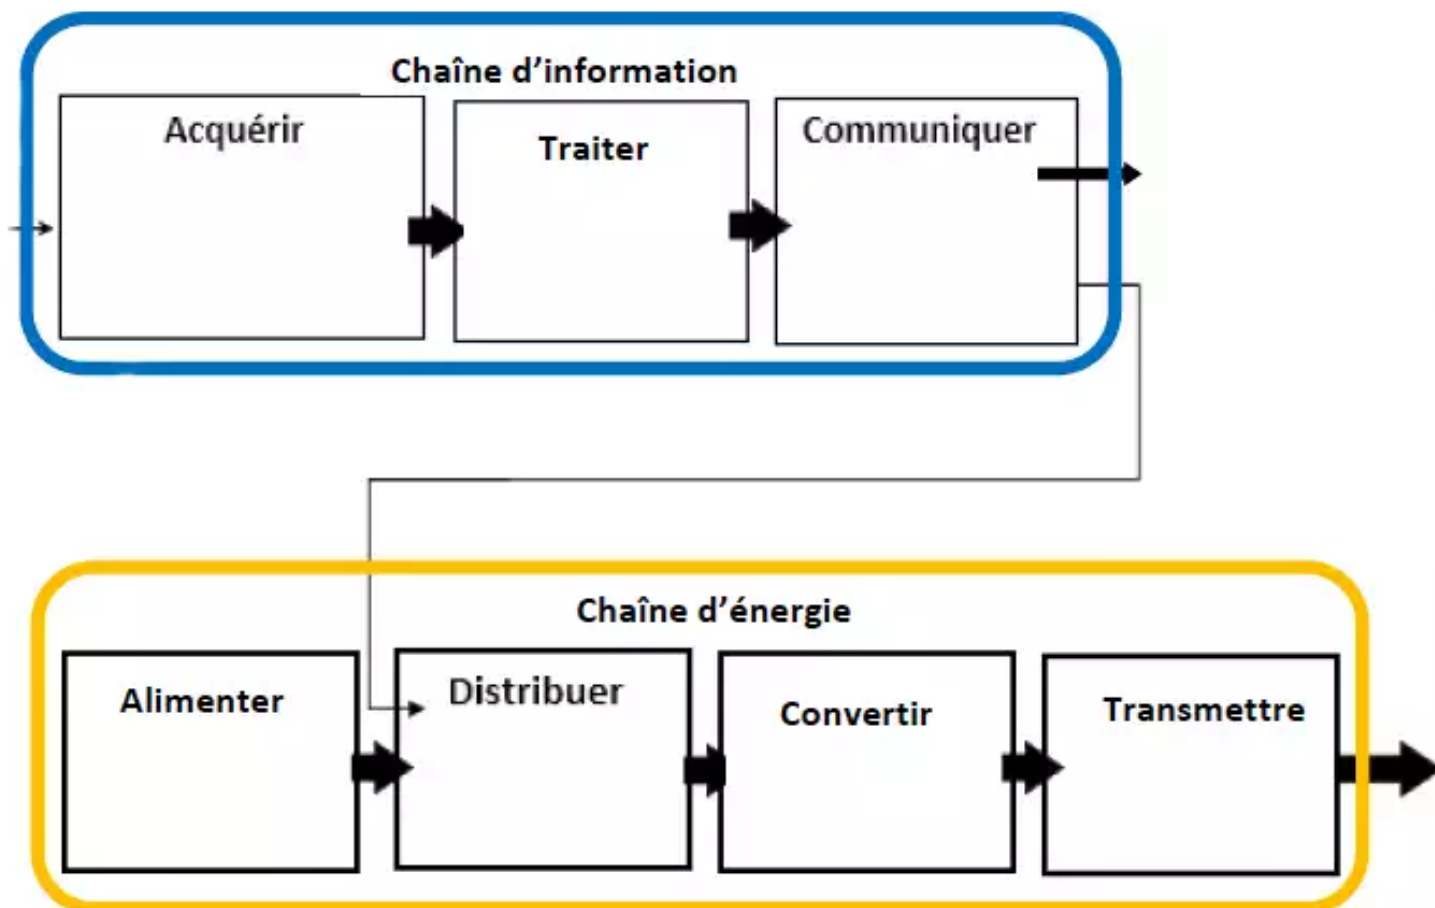 Chaîne d’information
Acquérir
Traiter
Communiquer
Chaîne d’énergie
Alimenter
Distribuer
Convertir
Transmettre